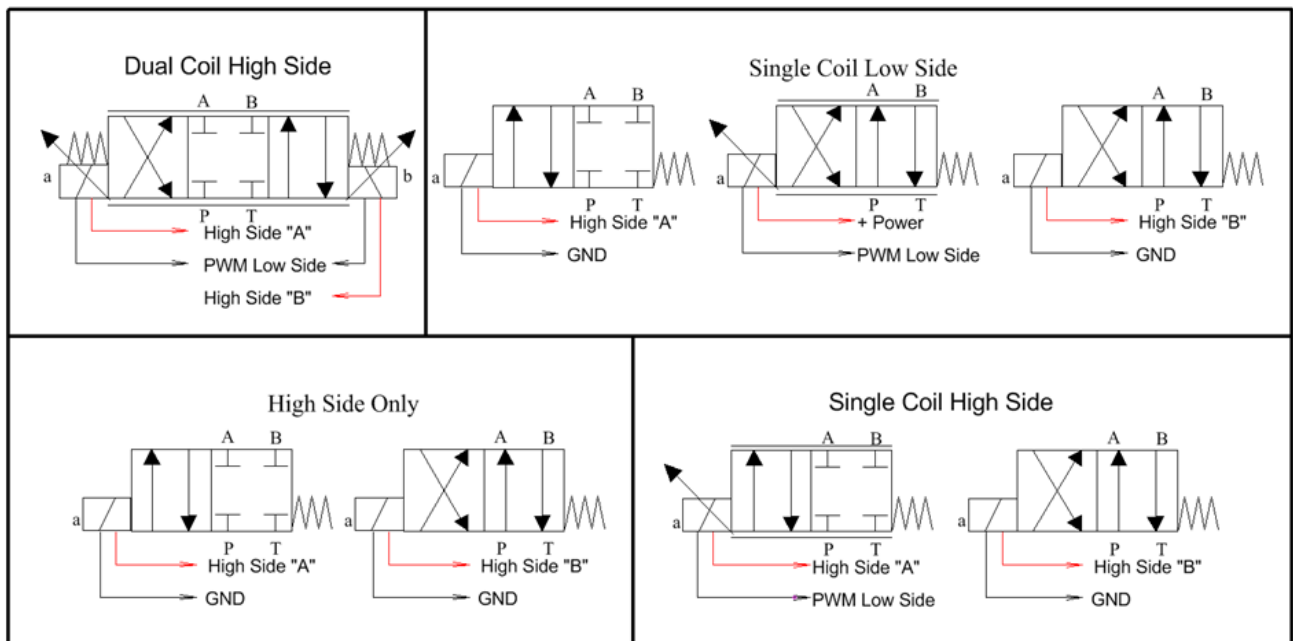 Dual Coil High Side
A B
a b
P T
High Side "A"
PWM Low Side
High Side "B"
Single Coil Low Side
A B
a
P T
High Side "A"
GND
A B
a
P T
+ Power
PWM Low Side
A B
a
P T
High Side "B"
GND
High Side Only
A B
a
P T
High Side "A"
GND
A B
a
P T
High Side "B"
GND
Single Coil High Side
A B
a
P T
High Side "A"
PWM Low Side
A B
a
P T
High Side "B"
GND